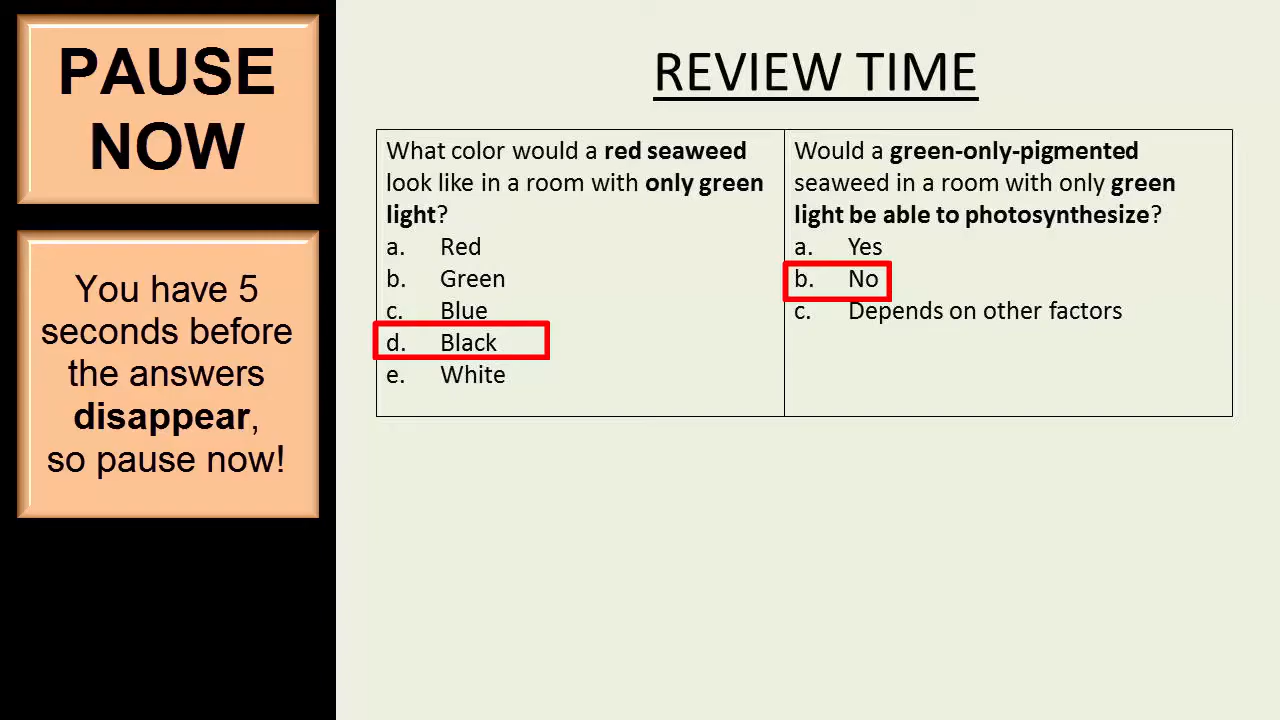 PAUSE
NOW
You have 5
seconds before
the answers
disappear,
so pause now!
REVIEW TIME
What color would a red seaweed
look like in a room with only green
light?
a. Red
b. Green
c. Blue
d. Black
e. White
Would a green-only-pigmented
seaweed in a room with only green
light be able to photosynthesize?
a. Yes
b. No
c. Depends on other factors